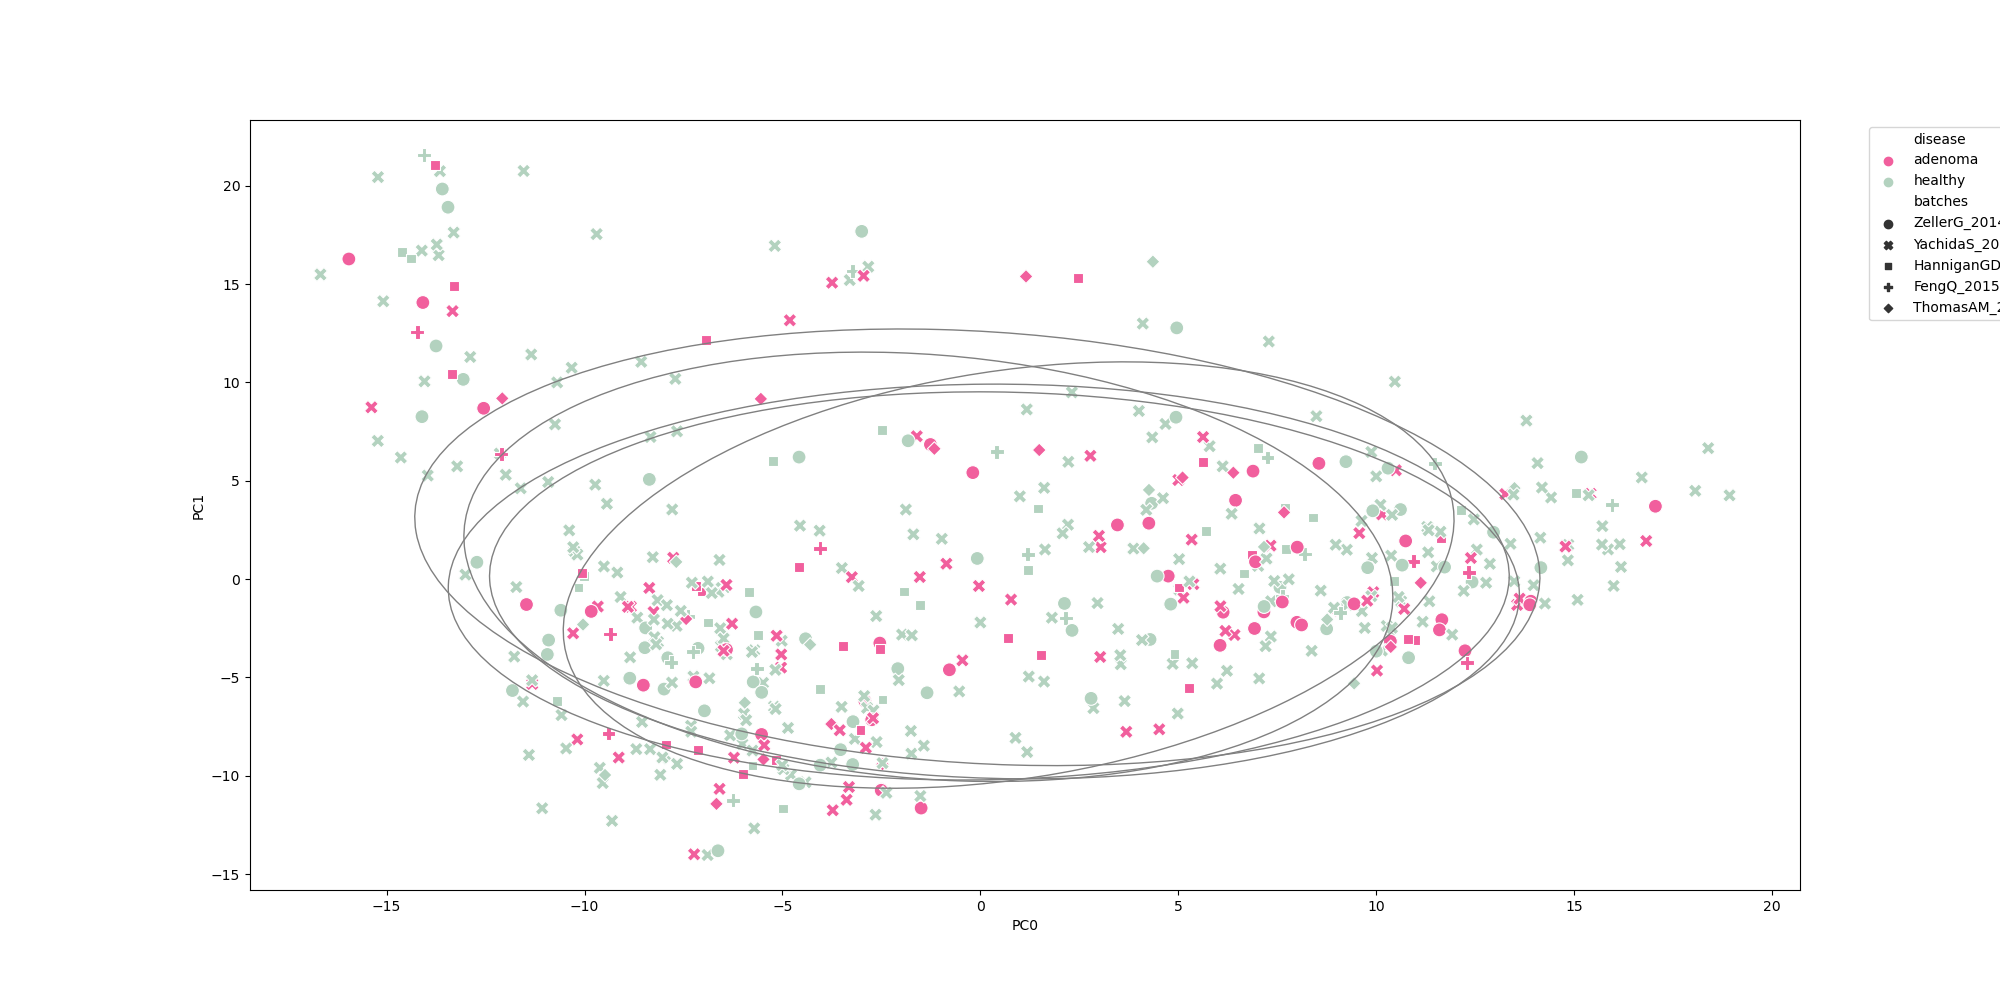 disease
adenoma
healthy
batches
ZellerG_2014
YachidaS_20
HanniganGD
FengQ_2015
ThomasAM_2
20
15
10
5
0
−5
−10
−15
PC1
−15 −10 −5 0 5 10 15 20
PC0